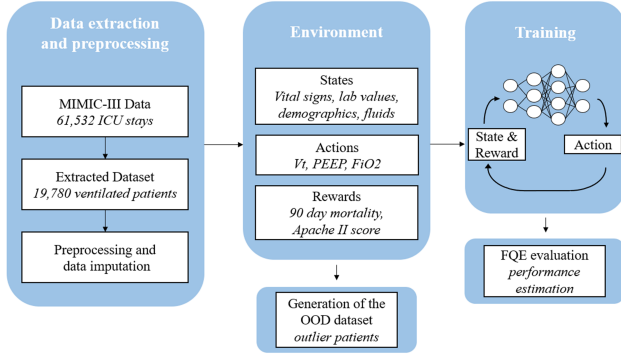 Data extraction
and preprocessing
MIMIC-III Data
61,532 ICU stays
Extracted Dataset
19,780 ventilated patients
Preprocessing and
data imputation
Environment
States
Vital signs, lab values,
demographics, fluids
Actions
Vt, PEEP, FiO2
Rewards
90 day mortality,
Apache II score
Generation of the
OOD dataset
outlier patients
Training
State &
Reward
Action
FQE evaluation
performance
estimation